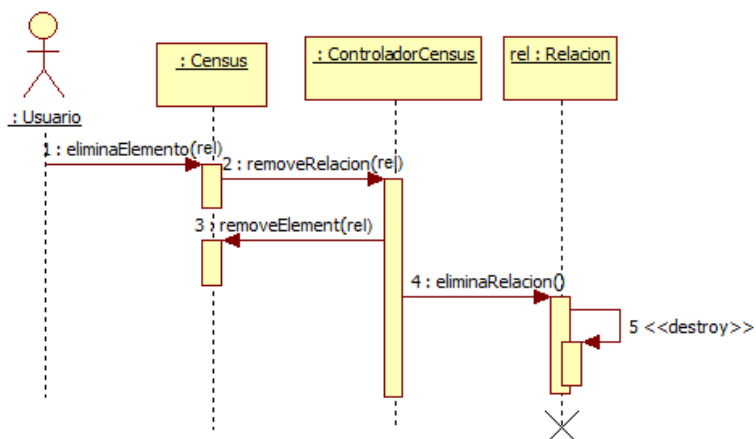 : Census
: ControladorCensus
rel : Relacion
: Usuario
1 : eliminaElemento(rel)
2 : removeRelacion(rel)
3 : removeElement(rel)
4 : eliminaRelacion()
5 <<destroy>>